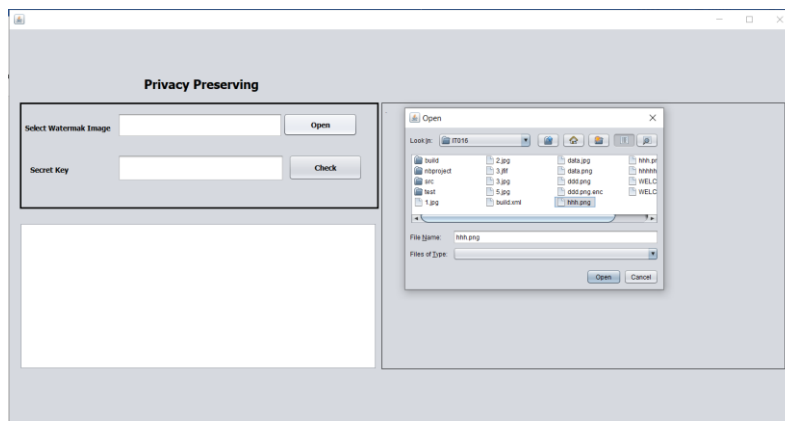 Privacy Preserving
Select Watermak Image
Open
Secret Key
Check
Open
Look In:
IT016
build
nbproject
src
test
1.jpg
2.jpg
3.jfif
3.jpg
5.jpg
build.xml
data.jpg
data.png
ddd.png
ddd.png.enc
hhh.png
WELC
WELC
File Name:
hhh.png
Files of Type:
Open
Cancel